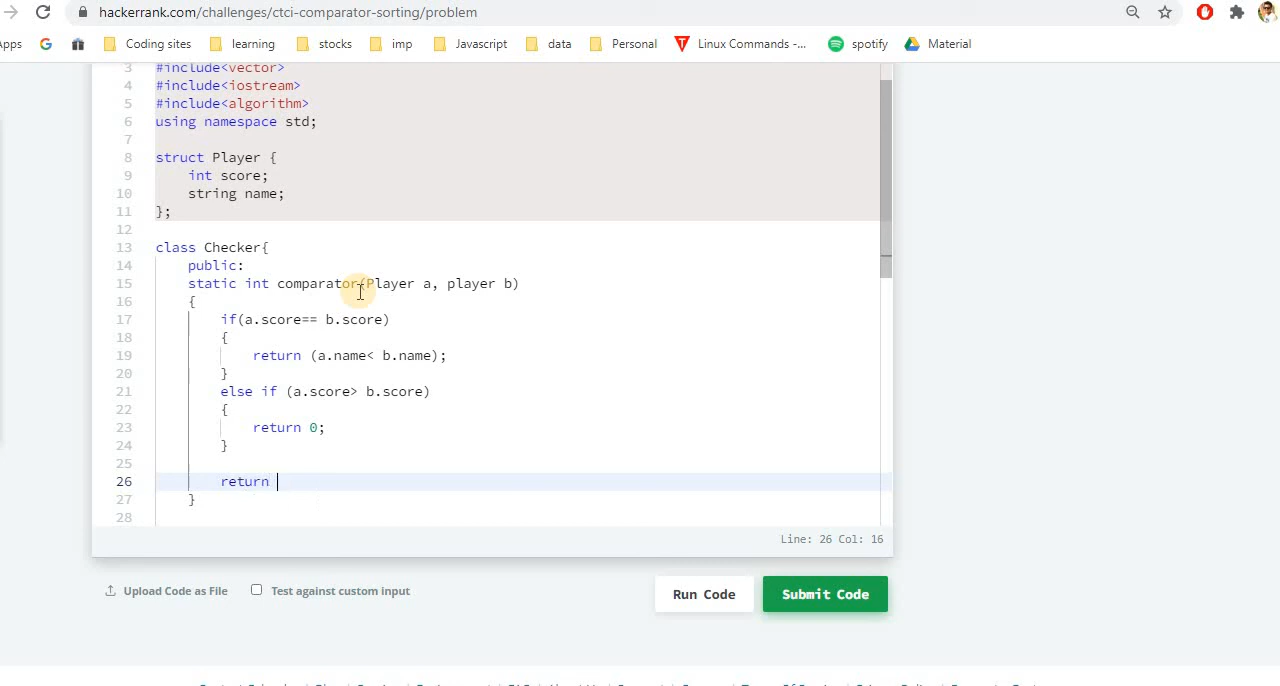 hackerrank.com/challenges/ctci-comparator-sorting/problem
pps Coding sites learning stocks imp Javascript data Personal Linux Commands -... spotify Material
3 #include<vector>
4 #include<iostream>
5 #include<algorithm>
6 using namespace std;
7
8 struct Player {
9 int score;
10 string name;
11 };
12
13 class Checker{
14 public:
15 static int comparator(Player a, player b)
16 {
17 if(a.score== b.score)
18 {
19 return (a.name< b.name);
20 }
21 else if (a.score> b.score)
22 {
23 return 0;
24 }
25
26 return
27 }
28
Line: 26 Col: 16
Upload Code as File Test against custom input Run Code Submit Code